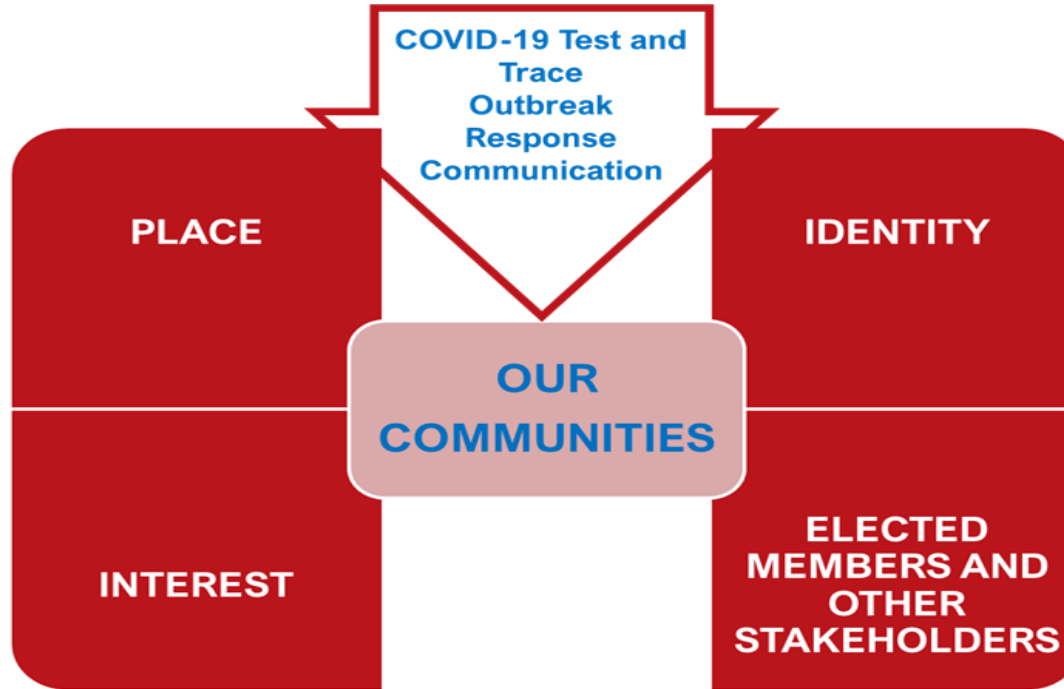 COVID-19 Test and
Trace
Outbreak
Response
Communication
PLACE
IDENTITY
OUR
COMMUNITIES
INTEREST
ELECTED
MEMBERS AND
OTHER
STAKEHOLDERS